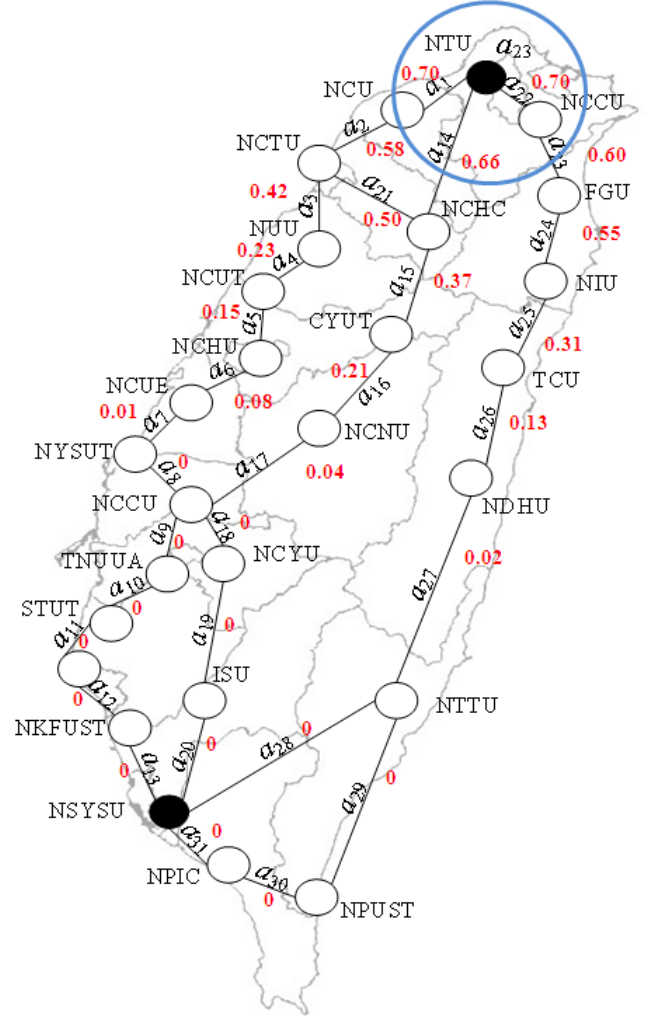 NTU
a23
0.70
a1
a22
0.70
NCU
NCCU
a2
0.58
a14
0.66
0.60
NCTU
a21
FGU
0.42
a3
0.50
NCHC
a24
0.55
NUU
0.23
a4
NCUT
a15
0.37
NIU
0.15
a5
CYUT
a25
0.31
NCHU
a6
0.21
a16
TCU
NCUE
0.01
a7
0.08
a26
0.13
NCNU
NYSUT
a8
0
a17
0.04
NCCU
a18
0
NDHU
a9
0
TNUUA
NCYU
0.02
a10
0
a27
STUT
a11
0
a19
0
ISU
a12
0
NTTU
NKFUST
0
a13
a20
0
a28
0
a29
0
NSYSU
a31
0
NPIC
a30
0
NPUST